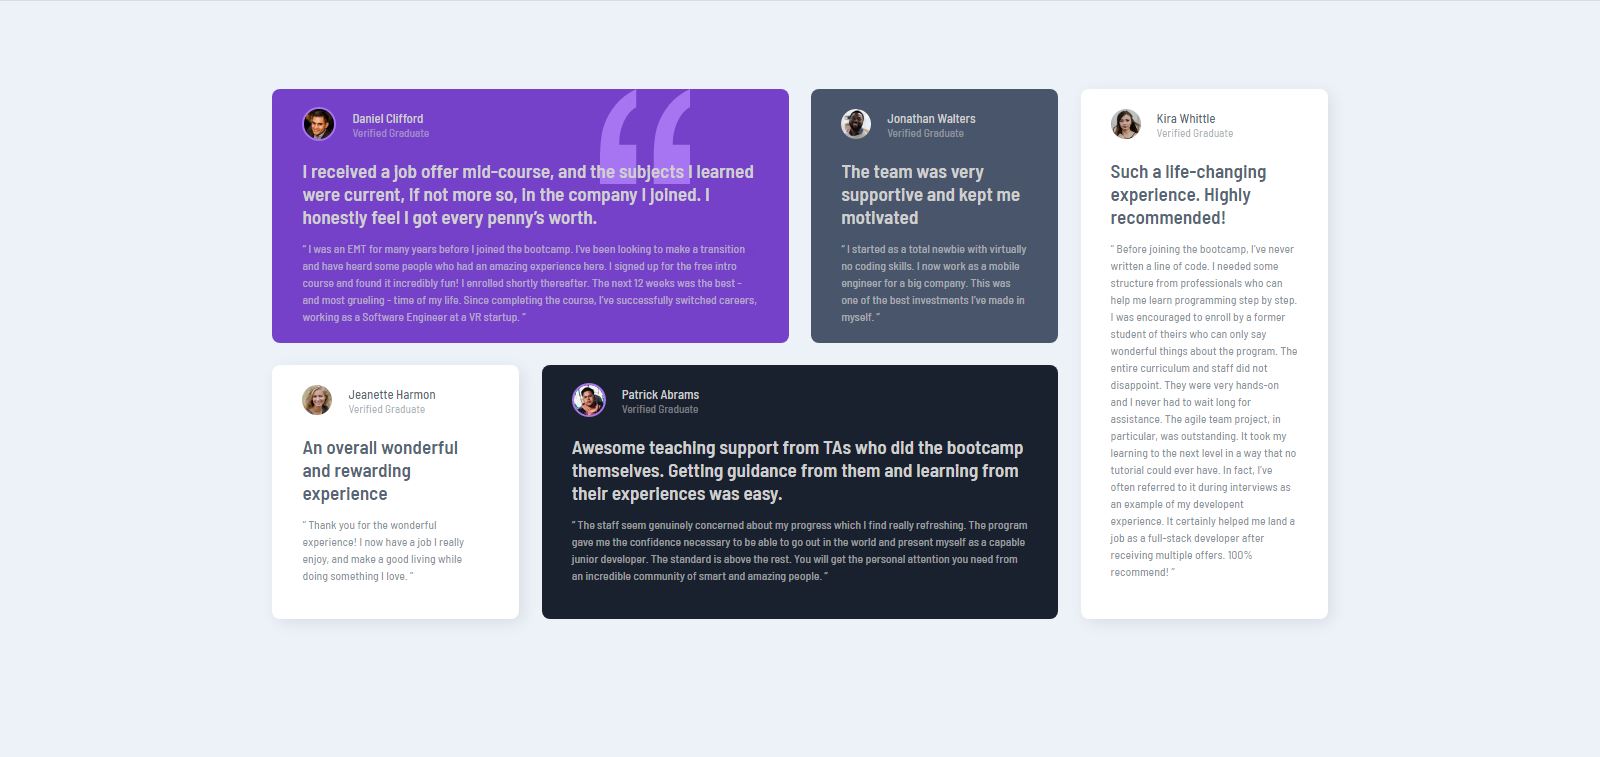 Daniel Clifford
Verified Graduate
I received a job offer mid-course, and the subjects I learned
were current, if not more so, in the company I joined. I
honestly feel I got every penny’s worth.
“ I was an EMT for many years before I joined the bootcamp. I’ve been looking to make a transition
and have heard some people who had an amazing experience here. I signed up for the free intro
course and found it incredibly fun! I enrolled shortly thereafter. The next 12 weeks was the best -
and most grueling - time of my life. Since completing the course, I’ve successfully switched careers,
working as a Software Engineer at a VR startup. ”
Jonathan Walters
Verified Graduate
The team was very
supportive and kept me
motivated
“ I started as a total newbie with virtually
no coding skills. I now work as a mobile
engineer for a big company. This was
one of the best investments I’ve made in
myself. ”
Kira Whittle
Verified Graduate
Such a life-changing
experience. Highly
recommended!
“ Before joining the bootcamp, I’ve never
written a line of code. I needed some
structure from professionals who can
help me learn programming step by step.
I was encouraged to enroll by a former
student of theirs who can only say
wonderful things about the program. The
entire curriculum and staff did not
disappoint. They were very hands-on
and I never had to wait long for
assistance. The agile team project, in
particular, was outstanding. It took my
learning to the next level in a way that no
tutorial could ever have. In fact, I’ve
often referred to it during interviews as
an example of my developent
experience. It certainly helped me land a
job as a full-stack developer after
receiving multiple offers. 100%
recommend! ”
Jeanette Harmon
Verified Graduate
An overall wonderful
and rewarding
experience
“ Thank you for the wonderful
experience! I now have a job I really
enjoy, and make a good living while
doing something I love. ”
Patrick Abrams
Verified Graduate
Awesome teaching support from TAs who did the bootcamp
themselves. Getting guidance from them and learning from
their experiences was easy.
“ The staff seem genuinely concerned about my progress which I find really refreshing. The program
gave me the confidence necessary to be able to go out in the world and present myself as a capable
junior developer. The standard is above the rest. You will get the personal attention you need from
an incredible community of smart and amazing people. ”